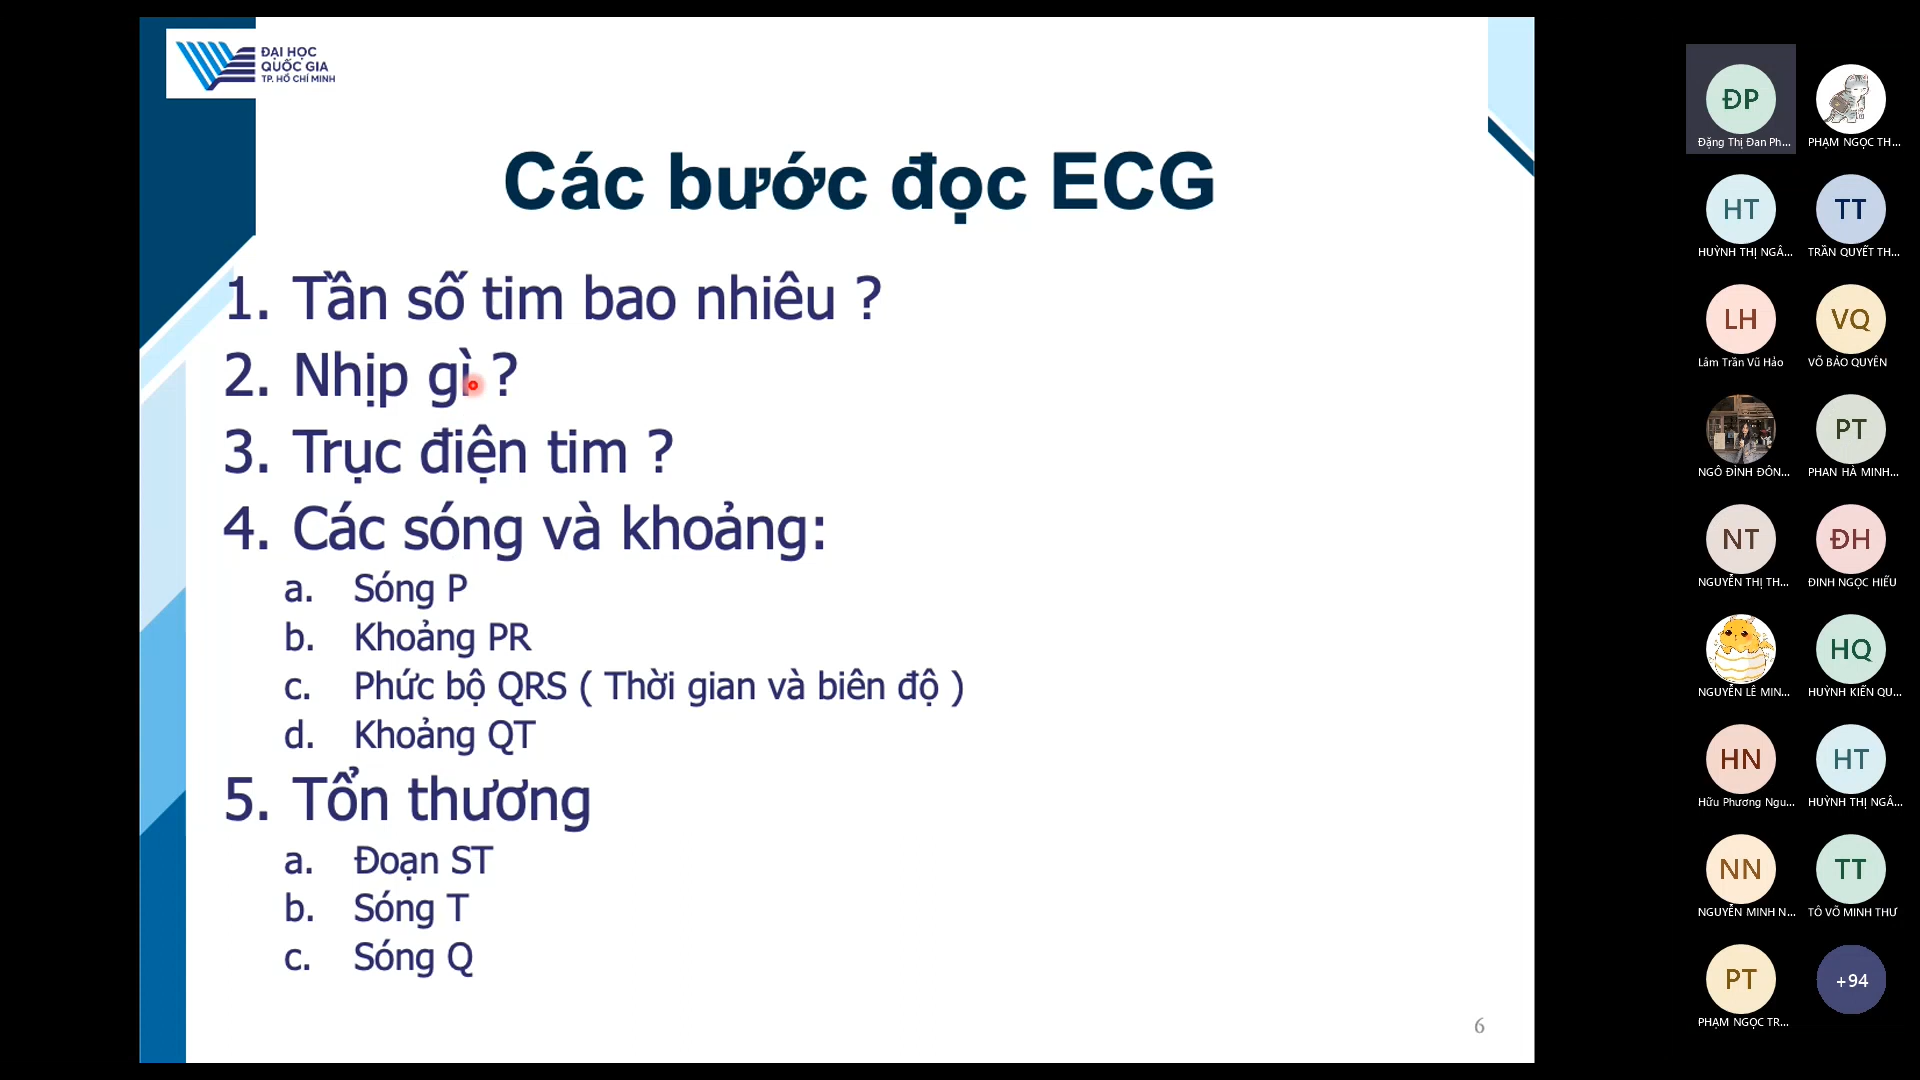 ĐẠI HỌC
QUỐC GIA
TP. HỒ CHÍ MINH
Các bước đọc ECG
1. Tần số tim bao nhiêu ?
2. Nhịp gì ?
3. Trục điện tim ?
4. Các sóng và khoảng:
a. Sóng P
b. Khoảng PR
c. Phức bộ QRS ( Thời gian và biên độ )
d. Khoảng QT
5. Tổn thương
a. Đoạn ST
b. Sóng T
c. Sóng Q
6
ĐP
Đặng Thị Đan Ph...
PHẠM NGỌC TH...
HT
HUỲNH THỊ NGÂ...
TT
TRẦN QUYẾT TH...
LH
Lâm Trần Vũ Hảo
VQ
VÕ BẢO QUYÊN
NGÔ ĐÌNH ĐÔN...
PT
PHAN HÀ MINH...
NT
NGUYỄN THỊ TH...
ĐH
ĐINH NGỌC HIẾU
NGUYỄN LÊ MIN...
HQ
HUỲNH KIẾN QU...
HN
Hữu Phương Ngu...
HT
HUỲNH THỊ NGÂ...
NN
NGUYỄN MINH N...
TT
TÔ VÕ MINH THƯ
PT
PHẠM NGỌC TR...
+94